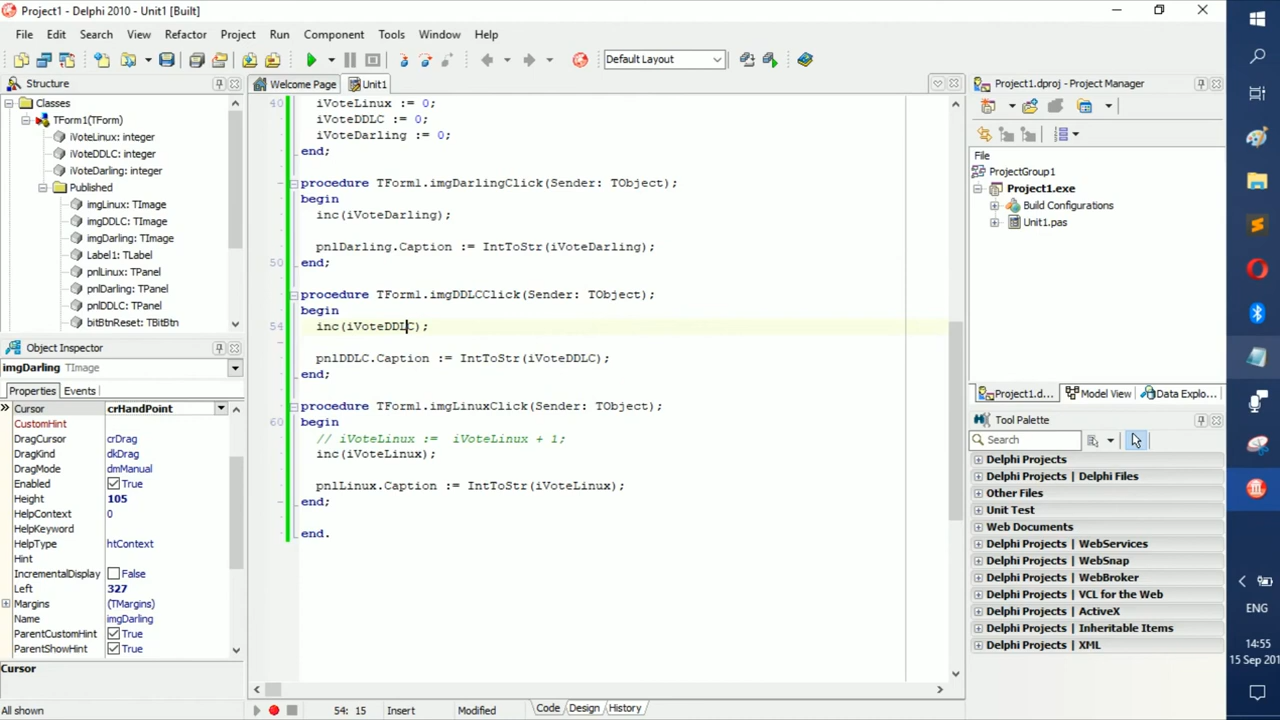 Project1 - Delphi 2010 - Unit1 [Built]
File Edit Search View Refactor Project Run Component Tools Window Help
Default Layout
Structure
Classes
TForm1(TForm)
iVoteLinux: integer
iVoteDDLC: integer
iVoteDarling: integer
Published
imgLinux: TImage
imgDDLC: TImage
imgDarling: TImage
Label1: TLabel
pnlLinux: TPanel
pnlDarling: TPanel
pnlDDLC: TPanel
bitBtnReset: TBitBtn
Object Inspector
imgDarling TImage
Properties Events
Cursor crHandPoint
CustomHint
DragCursor crDrag
DragKind dkDrag
DragMode dmManual
Enabled True
Height 105
HelpContext 0
HelpKeyword
HelpType htContext
Hint
IncrementalDisplay False
Left 327
Margins (TMargins)
Name imgDarling
ParentCustomHint True
ParentShowHint True
Cursor
All shown
Welcome Page Unit1
40 iVoteLinux := 0;
iVoteDDLC := 0;
iVoteDarling := 0;
end;
procedure TForm1.imgDarlingClick(Sender: TObject);
begin
inc(iVoteDarling);
pnlDarling.Caption := IntToStr(iVoteDarling);
50 end;
procedure TForm1.imgDDLCClick(Sender: TObject);
begin
54 inc(iVoteDDLC);
pnlDDLC.Caption := IntToStr(iVoteDDLC);
end;
procedure TForm1.imgLinuxClick(Sender: TObject);
60 begin
// iVoteLinux := iVoteLinux + 1;
inc(iVoteLinux);
pnlLinux.Caption := IntToStr(iVoteLinux);
end;
end.
54: 15 Insert Modified Code Design History
Project1.dproj - Project Manager
File
ProjectGroup1
Project1.exe
Build Configurations
Unit1.pas
Project1.d... Model View Data Explo...
Tool Palette
Search
Delphi Projects
Delphi Projects | Delphi Files
Other Files
Unit Test
Web Documents
Delphi Projects | WebServices
Delphi Projects | WebSnap
Delphi Projects | WebBroker
Delphi Projects | VCL for the Web
Delphi Projects | ActiveX
Delphi Projects | Inheritable Items
Delphi Projects | XML
ENG
14:55
15 Sep 201